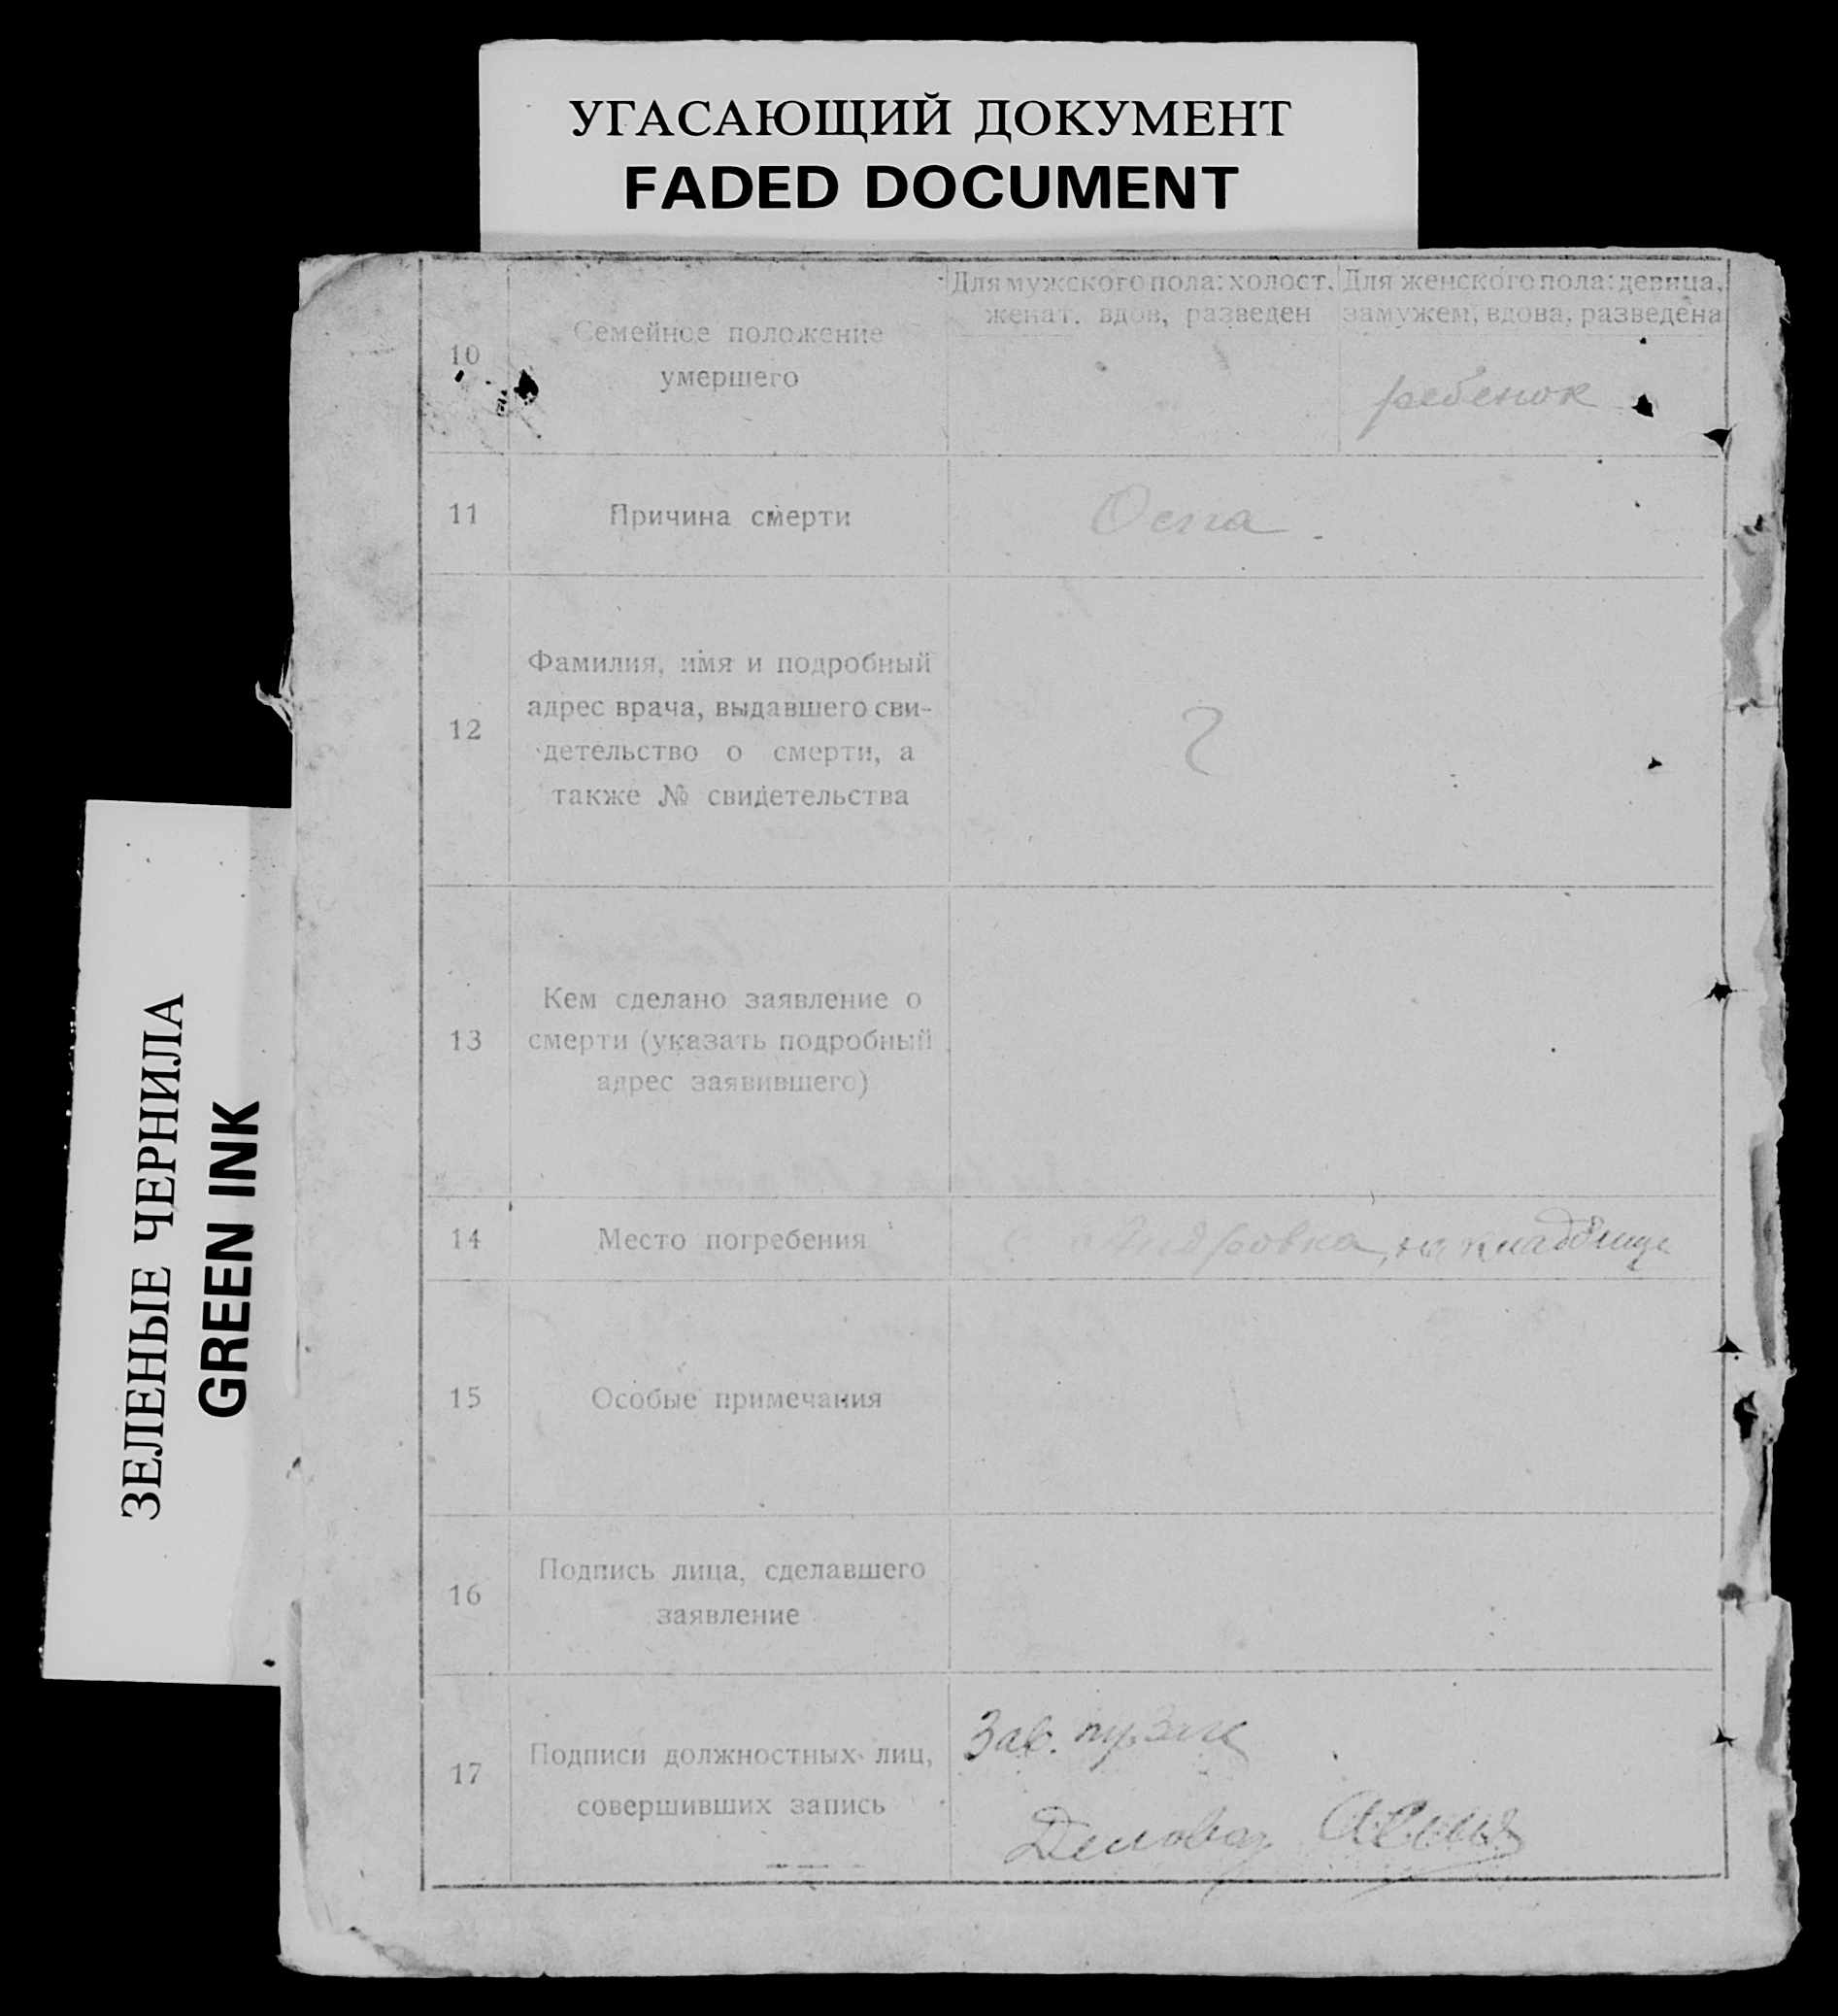 УГАСАЮЩИЙ ДОКУМЕНТ
FADED DOCUMENT
ЗЕЛЕНЫЕ ЧЕРНИЛА
GREEN INK
10
Семейное положение
умершего
Для мужского пола: холост,
женат, вдов, разведен
Для женского пола: девица,
замужем, вдова, разведена
ребенок
11
Причина смерти
Оспа.
12
Фамилия, имя и подробный
адрес врача, выдавшего сви-
детельство о смерти, а
также № свидетельства
13
Кем сделано заявление о
смерти (указать подробный
адрес заявившего)
14
Место погребения
на кладбище
15
Особые примечания
16
Подпись лица, сделавшего
заявление
17
Подписи должностных лиц,
совершивших запись
Зав.